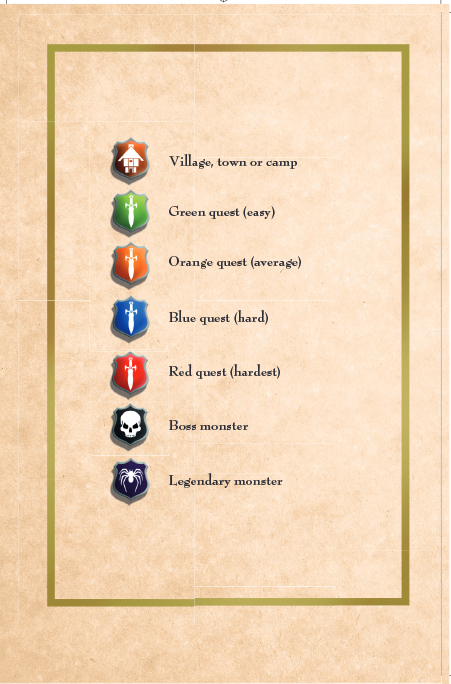 Village, town or camp
Green quest (easy)
Orange quest (average)
Blue quest (hard)
Red quest (hardest)
Boss monster
Legendary monster